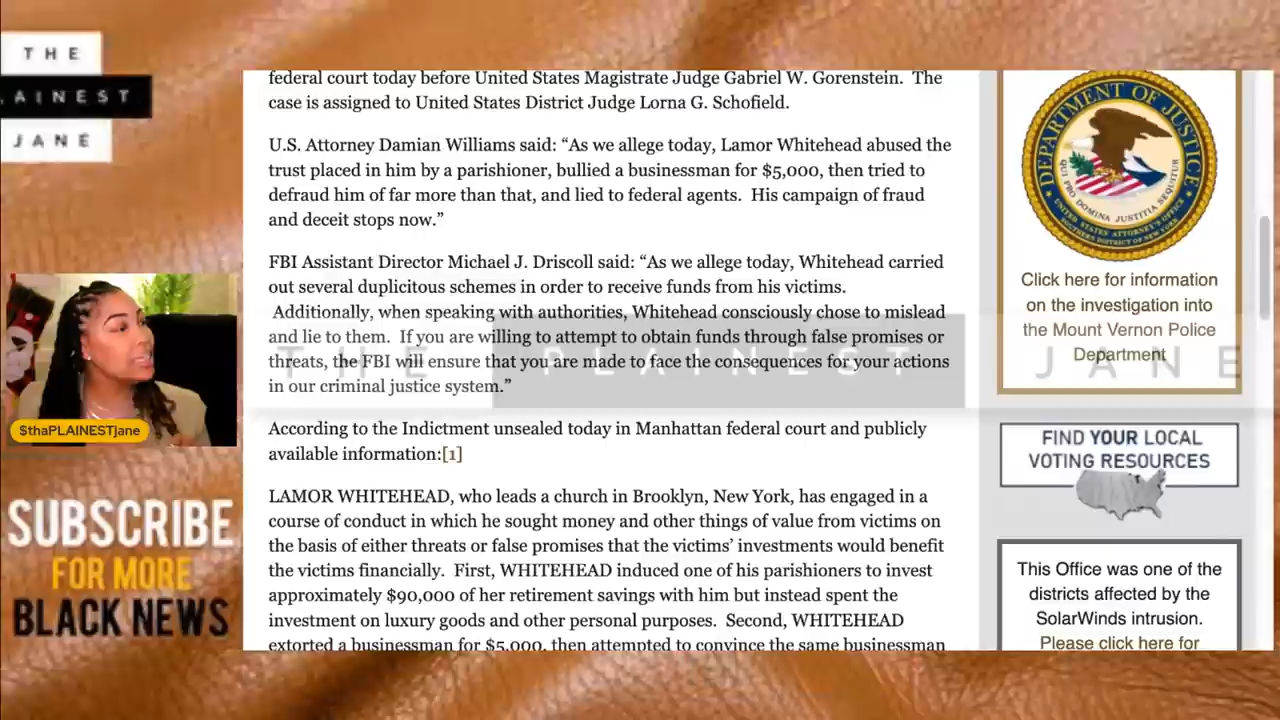 THE
LAINEST
JANE
federal court today before United States Magistrate Judge Gabriel W. Gorenstein.  The
case is assigned to United States District Judge Lorna G. Schofield.
U.S. Attorney Damian Williams said: “As we allege today, Lamor Whitehead abused the
trust placed in him by a parishioner, bullied a businessman for $5,000, then tried to
defraud him of far more than that, and lied to federal agents.  His campaign of fraud
and deceit stops now.”
FBI Assistant Director Michael J. Driscoll said: “As we allege today, Whitehead carried
out several duplicitous schemes in order to receive funds from his victims.
Additionally, when speaking with authorities, Whitehead consciously chose to mislead
and lie to them.  If you are willing to attempt to obtain funds through false promises or
threats, the FBI will ensure that you are made to face the consequences for your actions
in our criminal justice system.”
According to the Indictment unsealed today in Manhattan federal court and publicly
available information:[1]
LAMOR WHITEHEAD, who leads a church in Brooklyn, New York, has engaged in a
course of conduct in which he sought money and other things of value from victims on
the basis of either threats or false promises that the victims’ investments would benefit
the victims financially.  First, WHITEHEAD induced one of his parishioners to invest
approximately $90,000 of her retirement savings with him but instead spent the
investment on luxury goods and other personal purposes.  Second, WHITEHEAD
extorted a businessman for $5,000, then attempted to convince the same businessman
THE PLAINEST JANE
$thaPLAINESTjane
SUBSCRIBE
FOR MORE
BLACK NEWS
DEPARTMENT OF JUSTICE
QUI PRO DOMINA JUSTITIA SEQUITUR
UNITED STATES ATTORNEY'S OFFICE
SOUTHERN DISTRICT OF NEW YORK
Click here for information
on the investigation into
the Mount Vernon Police
Department
FIND YOUR LOCAL
VOTING RESOURCES
This Office was one of the
districts affected by the
SolarWinds intrusion.
Please click here for